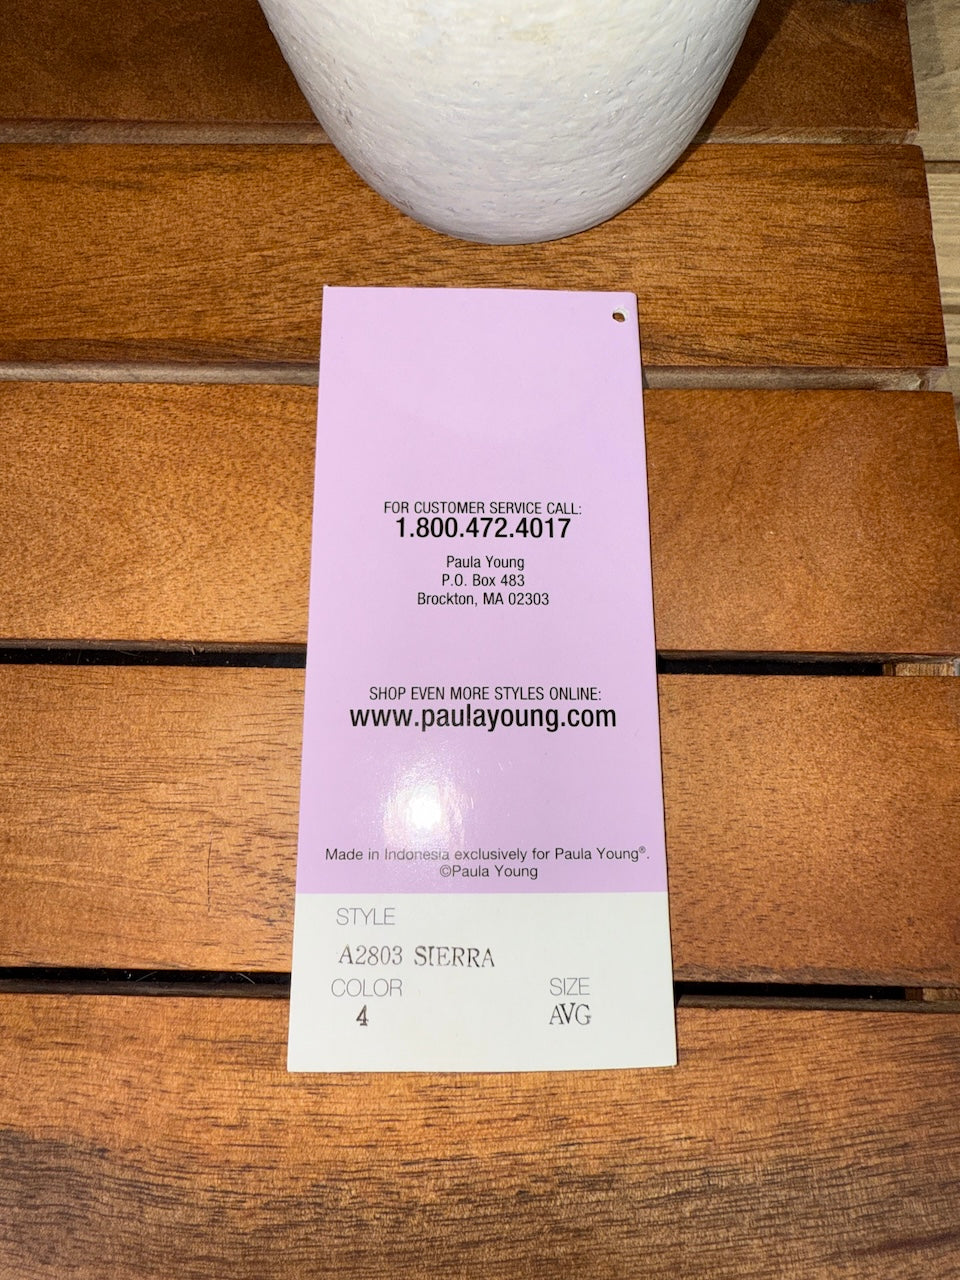 FOR CUSTOMER SERVICE CALL:
1.800.472.4017
Paula Young
P.O. Box 483
Brockton, MA 02303
SHOP EVEN MORE STYLES ONLINE:
www.paulayoung.com
Made in Indonesia exclusively for Paula Young®.
©Paula Young
STYLE
A2803 SIERRA
COLOR SIZE
4 AVG